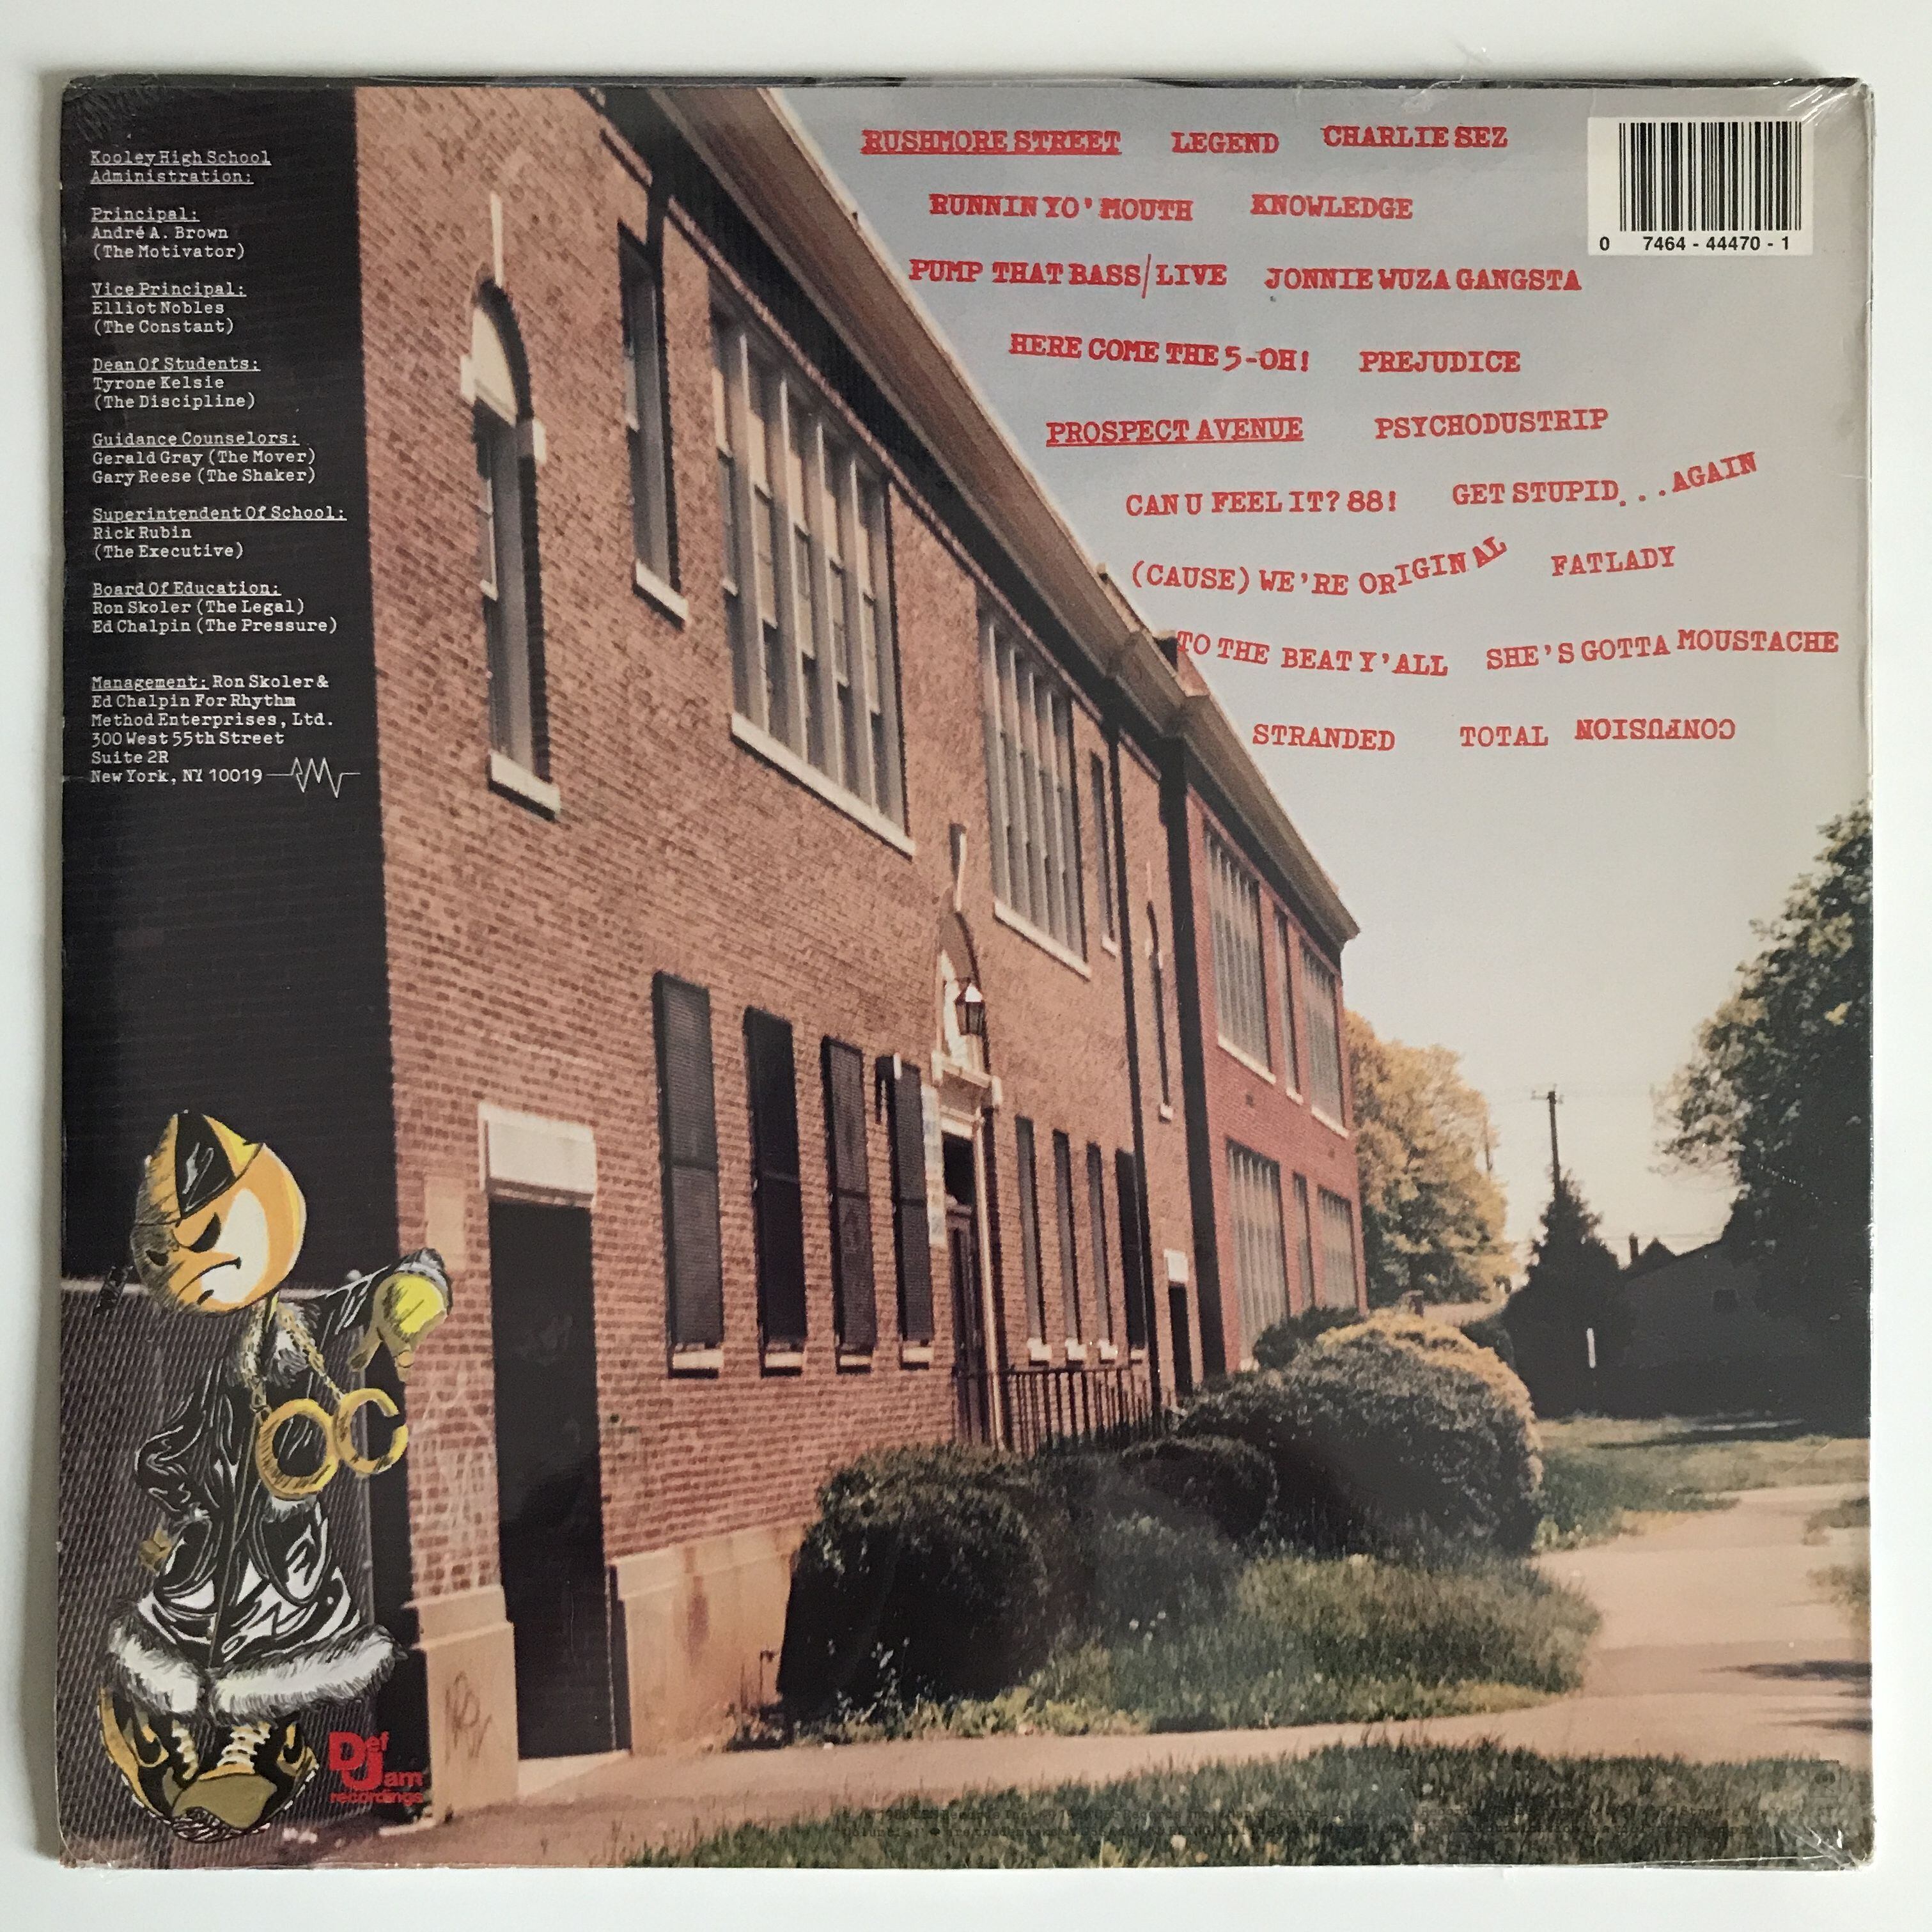 Kooley High School
Administration:
Principal:
André A. Brown
(The Motivator)
Vice Principal:
Elliot Nobles
(The Constant)
Dean Of Students:
Tyrone Kelsie
(The Discipline)
Guidance Counselors:
Gerald Gray (The Mover)
Gary Reese (The Shaker)
Superintendent Of School:
Rick Rubin
(The Executive)
Board Of Education:
Ron Skoler (The Legal)
Ed Chalpin (The Pressure)
Management: Ron Skoler &
Ed Chalpin For Rhythm
Method Enterprises, Ltd.
300 West 55th Street
Suite 2R
New York, NY 10019
RUSHMORE STREET LEGEND CHARLIE SEZ
RUNNIN YO' MOUTH KNOWLEDGE
PUMP THAT BASS/LIVE JONNIE WUZA GANGSTA
HERE COME THE 5-OH! PREJUDICE
PROSPECT AVENUE PSYCHODUSTRIP
CAN U FEEL IT? 88! GET STUPID...AGAIN
(CAUSE) WE'RE ORIGINAL FATLADY
TO THE BEAT Y'ALL SHE'S GOTTA MOUSTACHE
STRANDED TOTAL CONFUSION
0 7464-44470-1
OC
Def
Jam
recordings